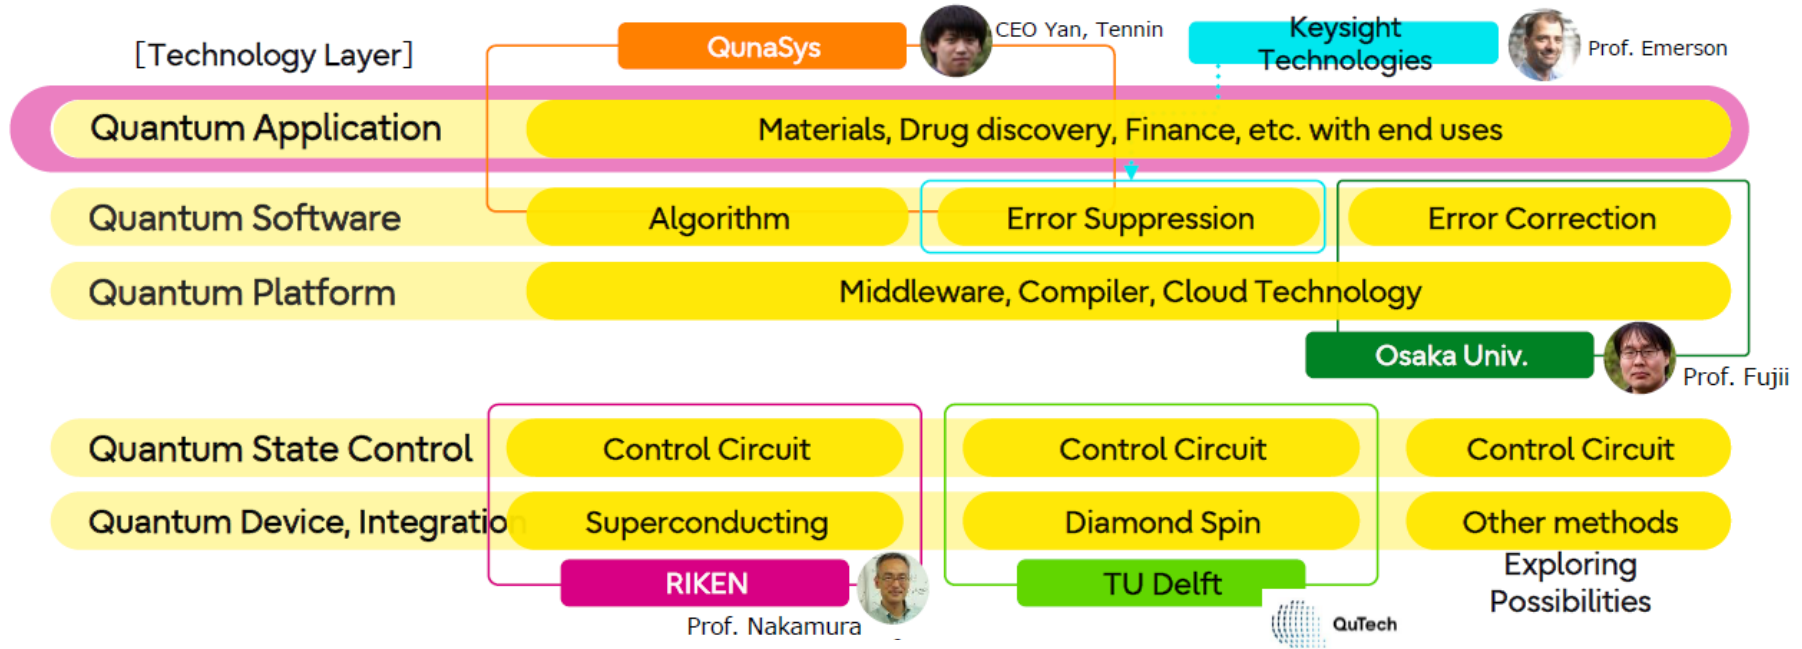 QunaSys
CEO Yan, Tennin
Keysight
Technologies
Prof. Emerson
[Technology Layer]
Quantum Application
Materials, Drug discovery, Finance, etc. with end uses
Quantum Software
Algorithm
Error Suppression
Error Correction
Quantum Platform
Middleware, Compiler, Cloud Technology
Osaka Univ.
Prof. Fujii
Quantum State Control
Control Circuit
Control Circuit
Control Circuit
Quantum Device, Integration
Superconducting
Diamond Spin
Other methods
Exploring
Possibilities
RIKEN
Prof. Nakamura
TU Delft
QuTech